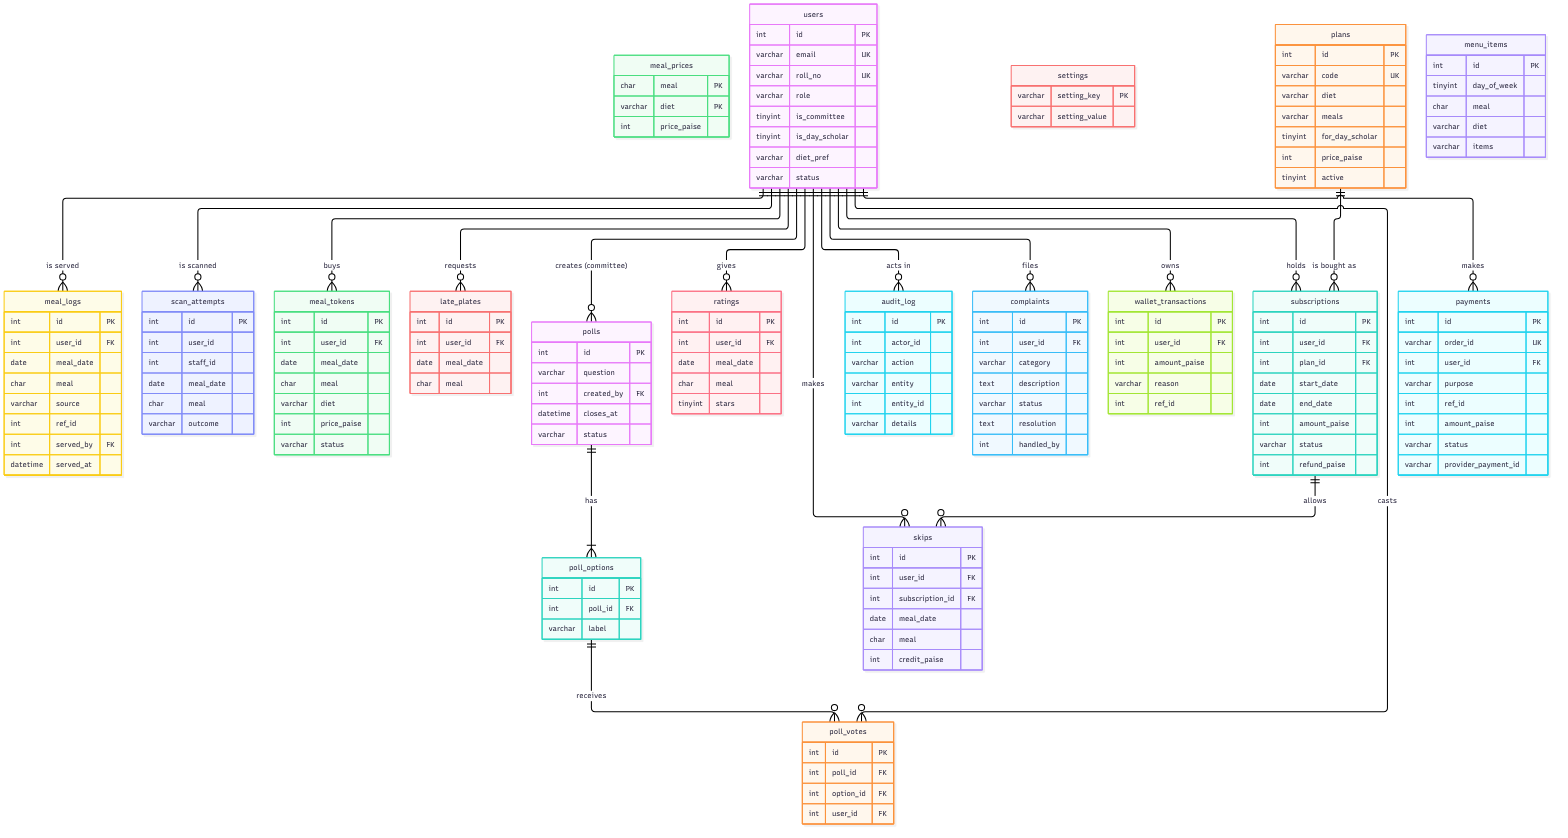 users
int id PK
varchar email UK
varchar roll_no UK
varchar role
tinyint is_committee
tinyint is_day_scholar
varchar diet_pref
varchar status
meal_prices
char meal PK
varchar diet PK
int price_paise
settings
varchar setting_key PK
varchar setting_value
plans
int id PK
varchar code UK
varchar diet
varchar meals
tinyint for_day_scholar
int price_paise
tinyint active
menu_items
int id PK
tinyint day_of_week
char meal
varchar diet
varchar items
is served
is scanned
buys
requests
creates (committee)
gives
acts in
files
owns
holds
is bought as
makes
meal_logs
int id PK
int user_id FK
date meal_date
char meal
varchar source
int ref_id
int served_by FK
datetime served_at
scan_attempts
int id PK
int user_id
int staff_id
date meal_date
char meal
varchar outcome
meal_tokens
int id PK
int user_id FK
date meal_date
char meal
varchar diet
int price_paise
varchar status
late_plates
int id PK
int user_id FK
date meal_date
char meal
polls
int id PK
varchar question
int created_by FK
datetime closes_at
varchar status
ratings
int id PK
int user_id FK
date meal_date
char meal
tinyint stars
makes
audit_log
int id PK
int actor_id
varchar action
varchar entity
int entity_id
varchar details
complaints
int id PK
int user_id FK
varchar category
text description
varchar status
text resolution
int handled_by
wallet_transactions
int id PK
int user_id FK
int amount_paise
varchar reason
int ref_id
subscriptions
int id PK
int user_id FK
int plan_id FK
date start_date
date end_date
int amount_paise
varchar status
int refund_paise
payments
int id PK
varchar order_id UK
int user_id FK
varchar purpose
int ref_id
int amount_paise
varchar status
varchar provider_payment_id
has
allows
casts
poll_options
int id PK
int poll_id FK
varchar label
skips
int id PK
int user_id FK
int subscription_id FK
date meal_date
char meal
int credit_paise
receives
poll_votes
int id PK
int poll_id FK
int option_id FK
int user_id FK